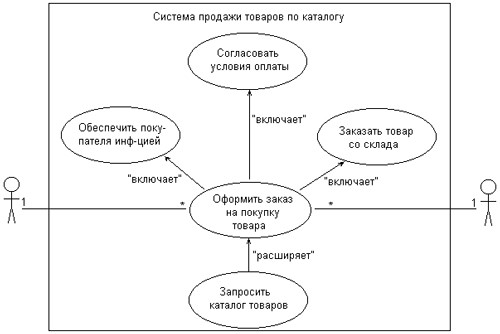 Система продажи товаров по каталогу
Согласовать
условия оплаты
"включает"
Обеспечить поку-
пателя инф-цией
Заказать товар
со склада
"включает"
"включает"
1
*
Оформить заказ
на покупку
товара
*
1
"расширяет"
Запросить
каталог товаров